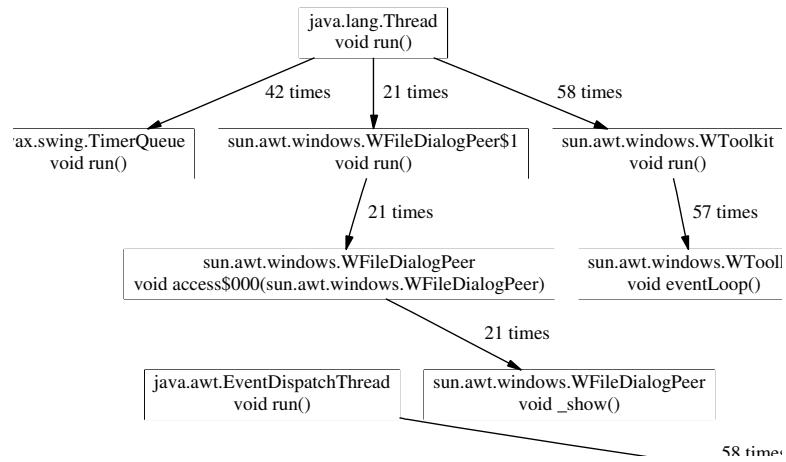 java.lang.Thread
void run()
42 times
21 times
58 times
ax.swing.TimerQueue
void run()
sun.awt.windows.WFileDialogPeer$1
void run()
sun.awt.windows.WToolkit
void run()
21 times
57 times
sun.awt.windows.WFileDialogPeer
void access$000(sun.awt.windows.WFileDialogPeer)
sun.awt.windows.WTool
void eventLoop()
21 times
java.awt.EventDispatchThread
void run()
sun.awt.windows.WFileDialogPeer
void _show()
58 times